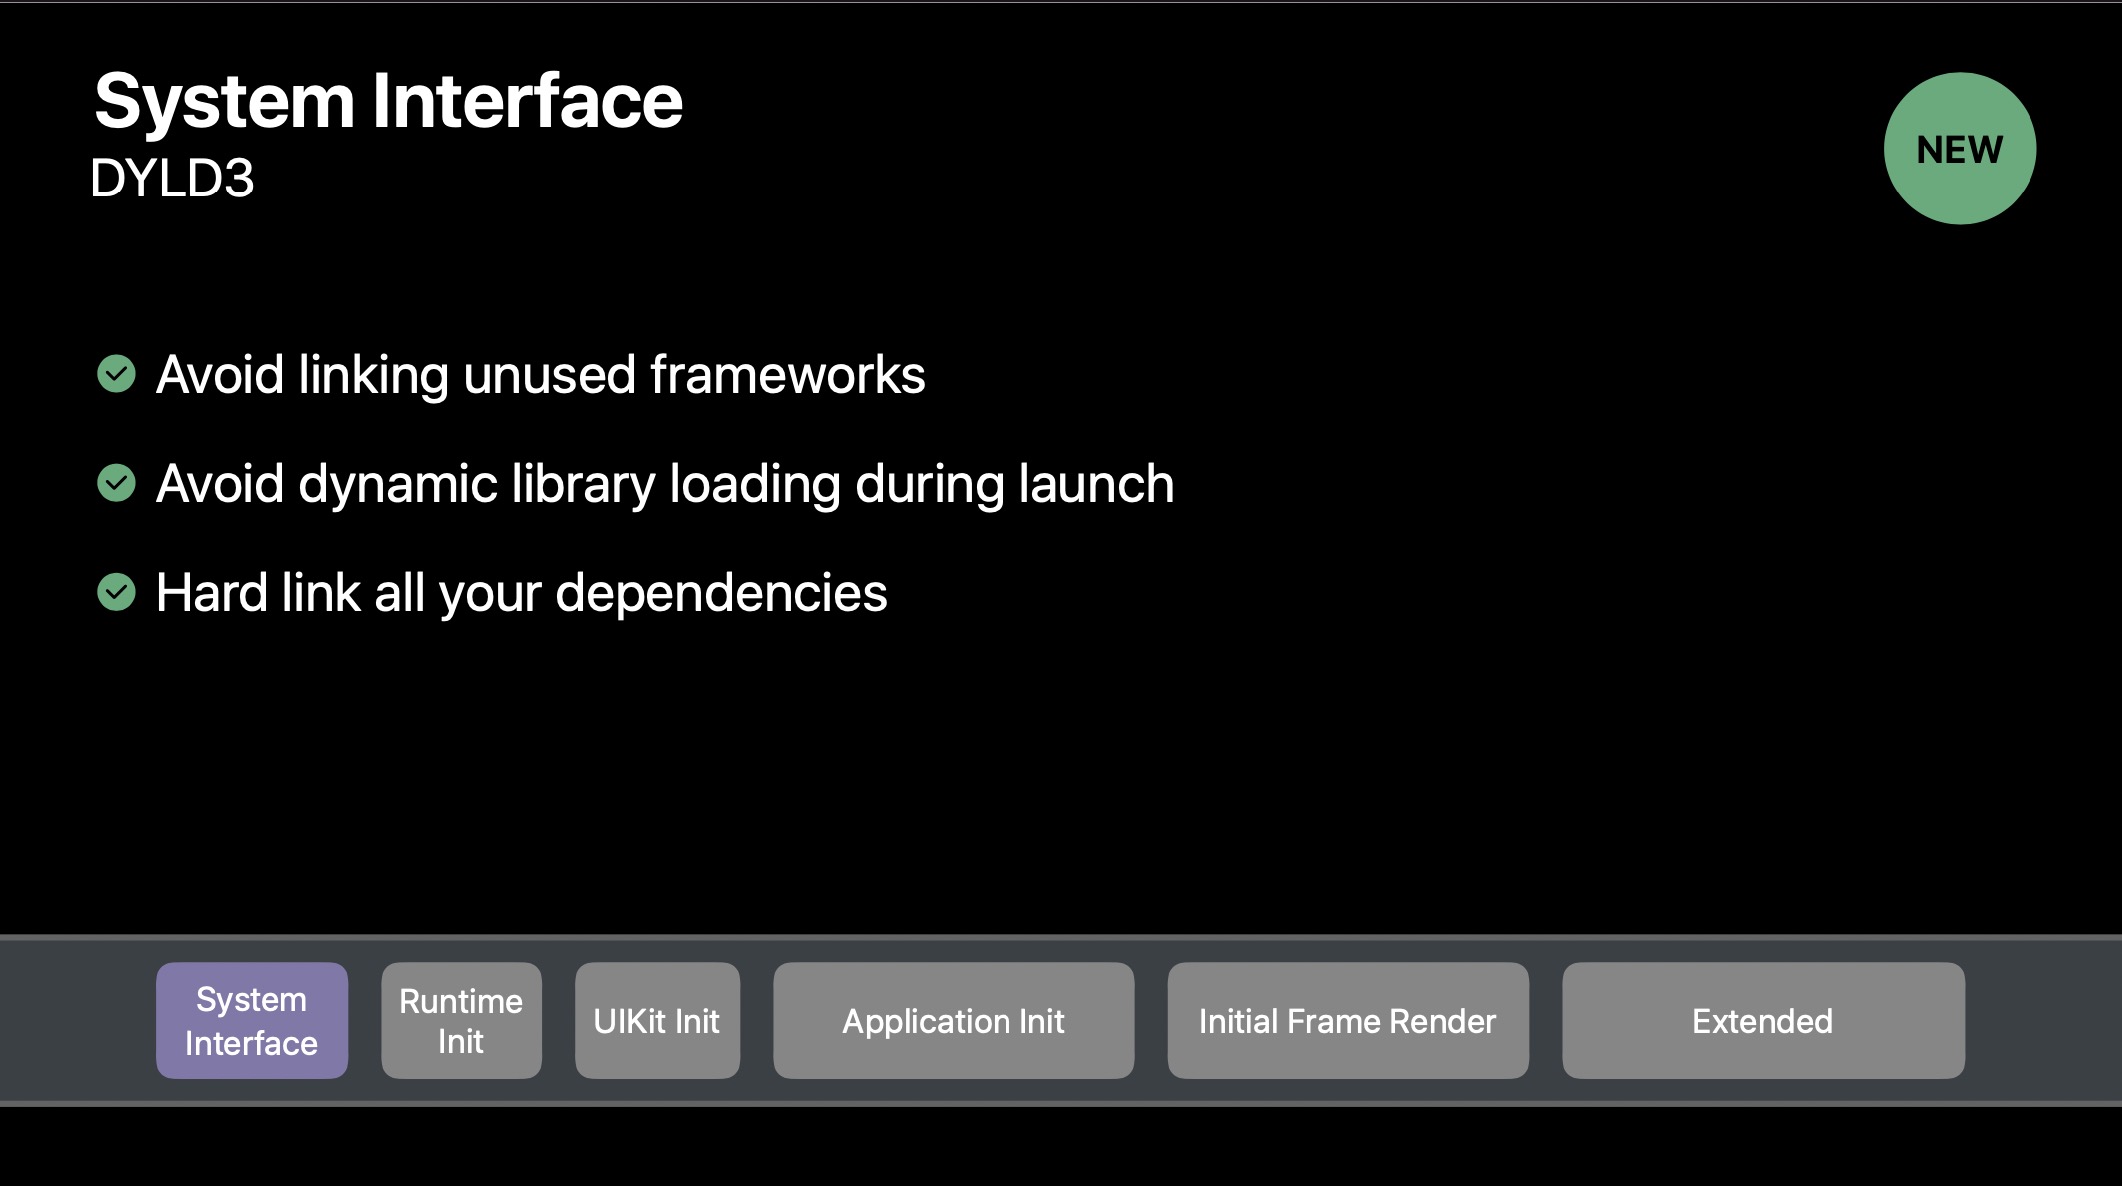 System Interface
DYLD3
NEW
Avoid linking unused frameworks
Avoid dynamic library loading during launch
Hard link all your dependencies
System
Interface
Runtime
Init
UIKit Init
Application Init
Initial Frame Render
Extended